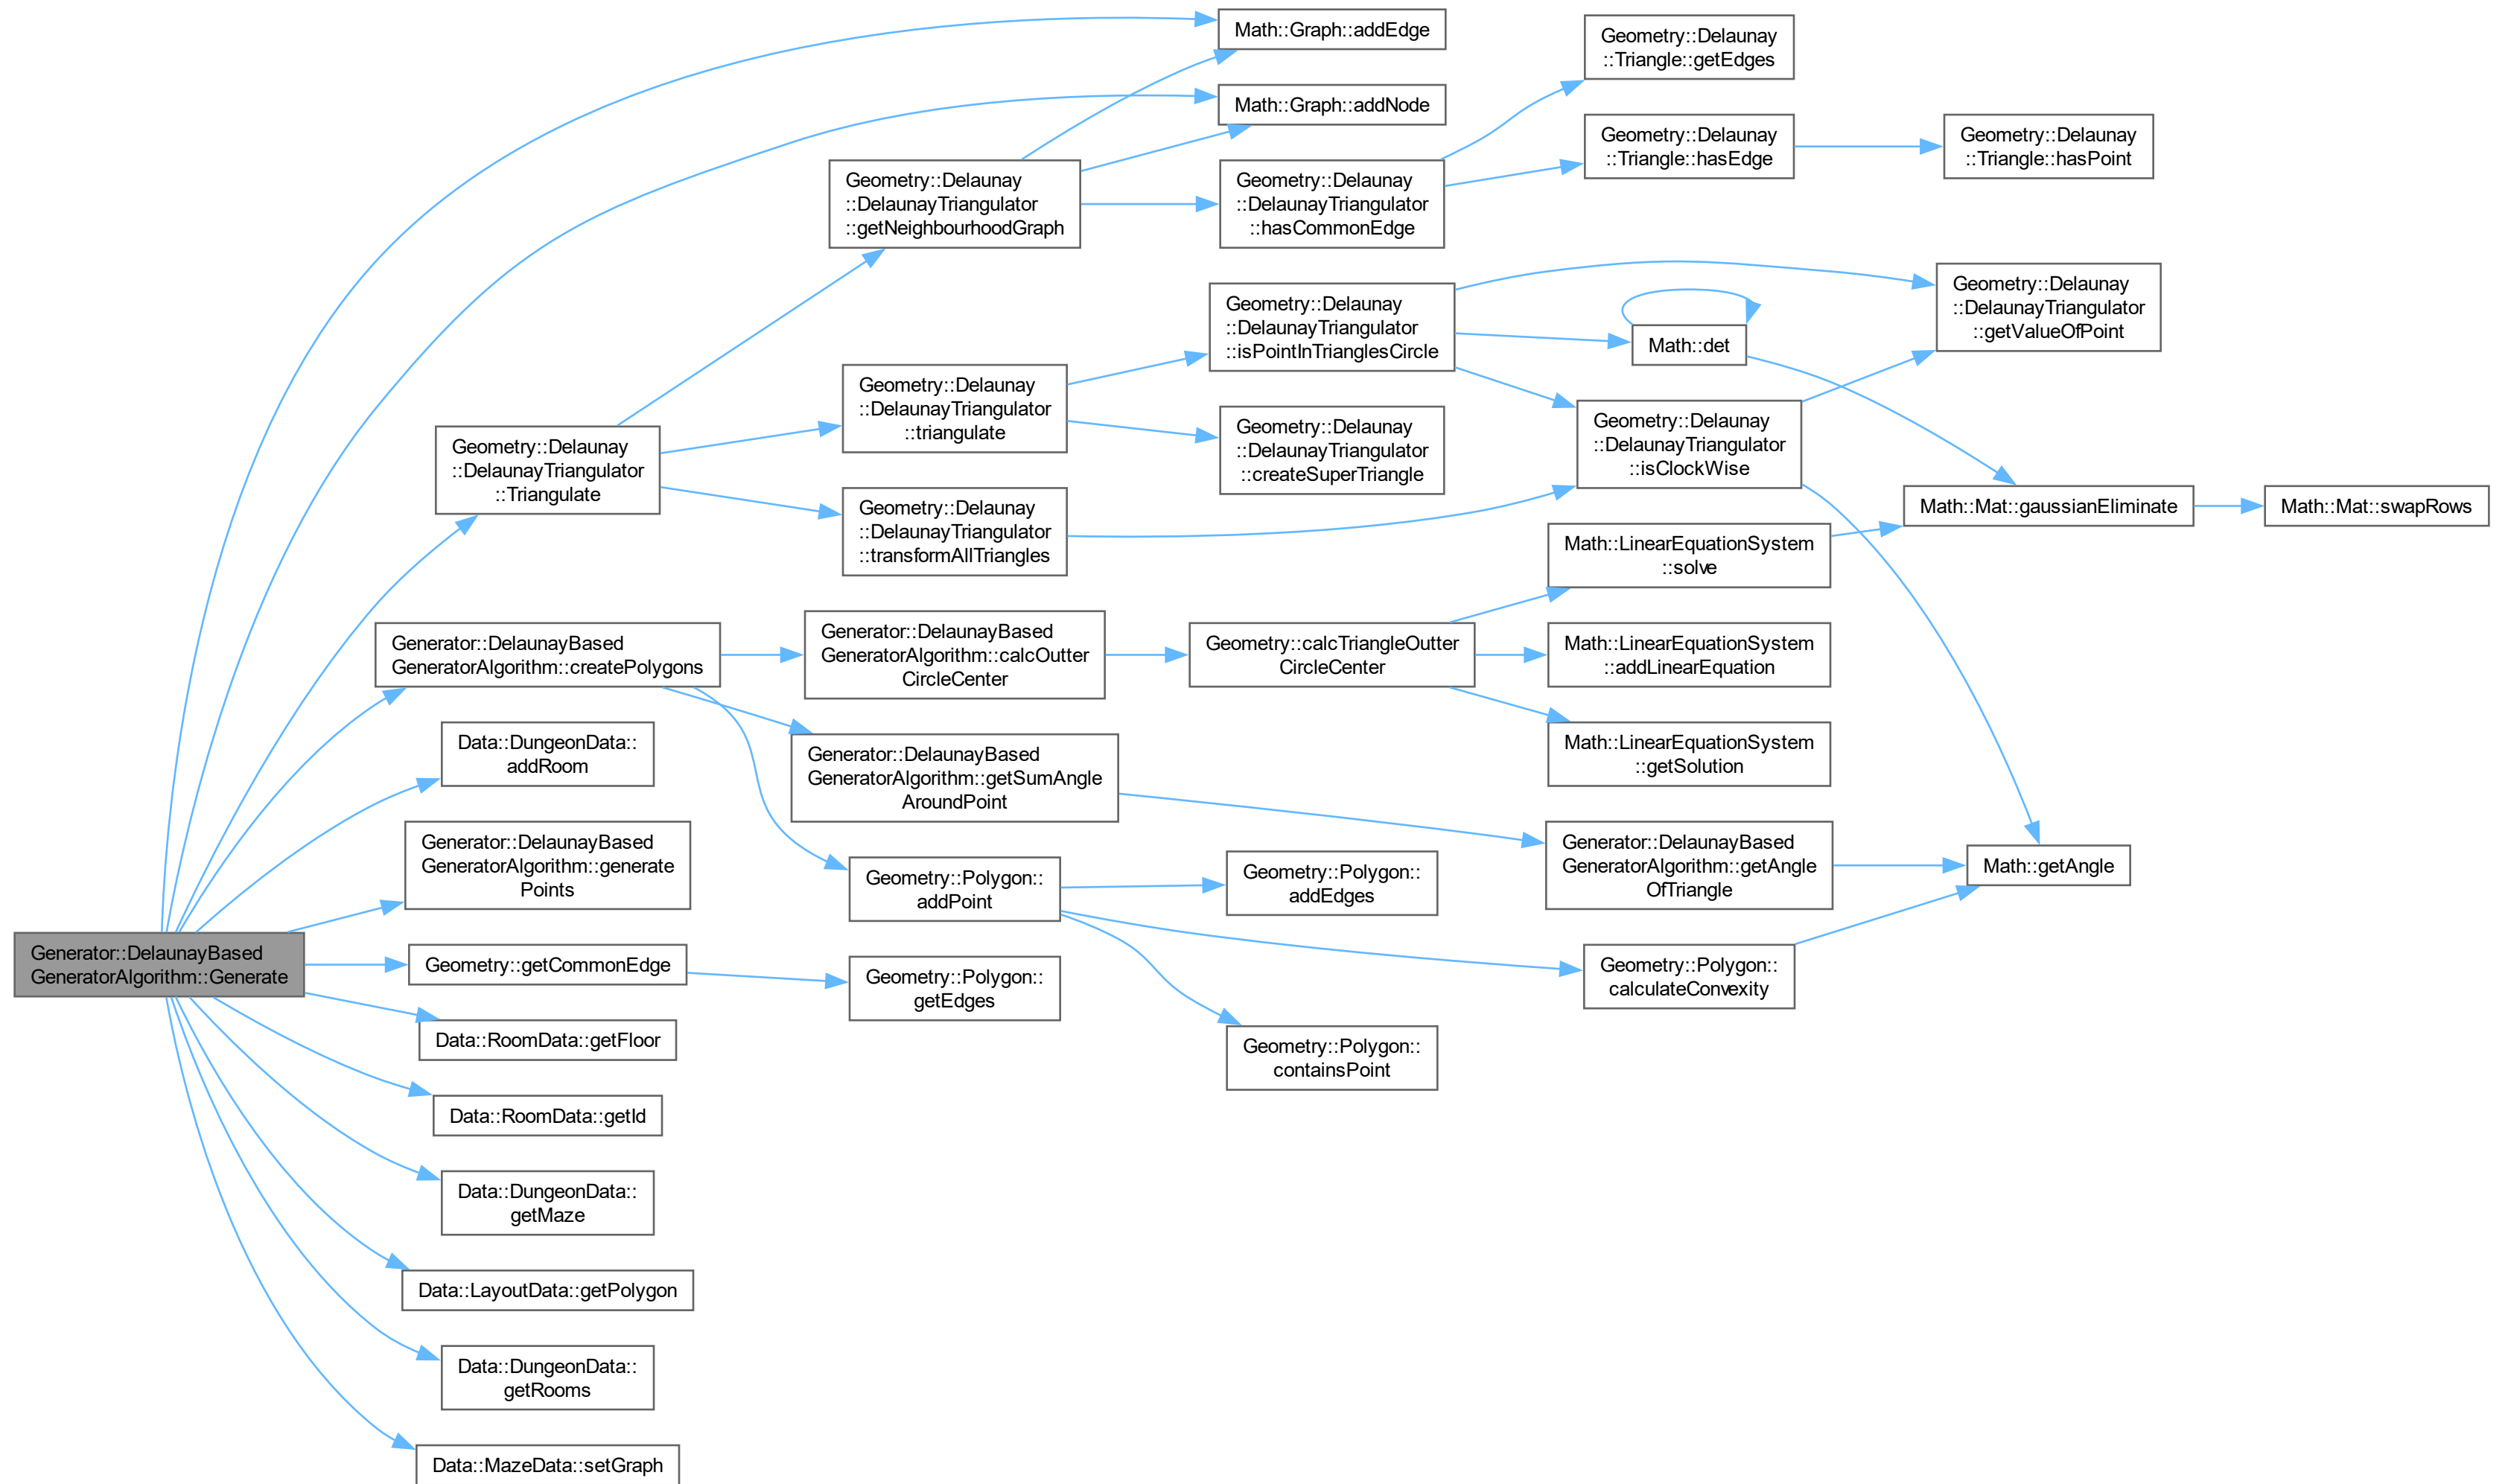 Generator::DelaunayBased
GeneratorAlgorithm::Generate
Math::Graph::addEdge
Math::Graph::addNode
Geometry::Delaunay
::DelaunayTriangulator
::Triangulate
Geometry::Delaunay
::DelaunayTriangulator
::getNeighbourhoodGraph
Geometry::Delaunay
::DelaunayTriangulator
::hasCommonEdge
Geometry::Delaunay
::Triangle::getEdges
Geometry::Delaunay
::Triangle::hasEdge
Geometry::Delaunay
::Triangle::hasPoint
Geometry::Delaunay
::DelaunayTriangulator
::triangulate
Geometry::Delaunay
::DelaunayTriangulator
::isPointInTrianglesCircle
Geometry::Delaunay
::DelaunayTriangulator
::createSuperTriangle
Geometry::Delaunay
::DelaunayTriangulator
::transformAllTriangles
Math::det
Geometry::Delaunay
::DelaunayTriangulator
::isClockWise
Geometry::Delaunay
::DelaunayTriangulator
::getValueOfPoint
Math::Mat::gaussianEliminate
Math::Mat::swapRows
Generator::DelaunayBased
GeneratorAlgorithm::createPolygons
Generator::DelaunayBased
GeneratorAlgorithm::calcOutter
CircleCenter
Geometry::calcTriangleOutter
CircleCenter
Math::LinearEquationSystem
::solve
Math::LinearEquationSystem
::addLinearEquation
Math::LinearEquationSystem
::getSolution
Generator::DelaunayBased
GeneratorAlgorithm::getSumAngle
AroundPoint
Generator::DelaunayBased
GeneratorAlgorithm::getAngle
OfTriangle
Math::getAngle
Geometry::Polygon::
addPoint
Geometry::Polygon::
addEdges
Geometry::Polygon::
calculateConvexity
Geometry::Polygon::
containsPoint
Data::DungeonData::
addRoom
Generator::DelaunayBased
GeneratorAlgorithm::generate
Points
Geometry::getCommonEdge
Geometry::Polygon::
getEdges
Data::RoomData::getFloor
Data::RoomData::getId
Data::DungeonData::
getMaze
Data::LayoutData::getPolygon
Data::DungeonData::
getRooms
Data::MazeData::setGraph